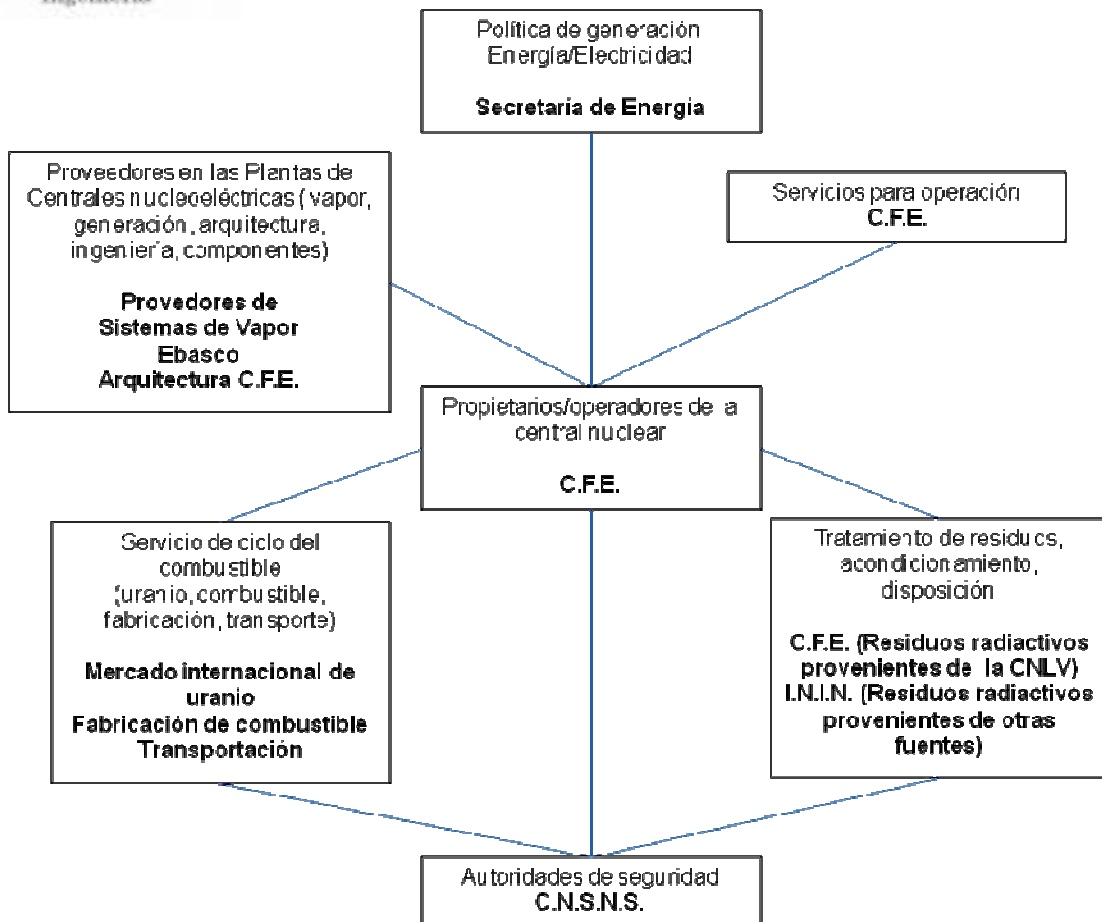 Política de generación
Energía/Electricidad
Secretaría de Energía
Proveedores en las Plantas de
Centrales nucleoeléctricas ( vapor,
generación, arquitectura,
ingeniería, componentes)
Provedores de
Sistemas de Vapor
Ebasco
Arquitectura C.F.E.
Servicios para operación
C.F.E.
Propietarios/operadores de la
central nuclear
C.F.E.
Servicio de ciclo del
combustible
(uranio, combustible,
fabricación, transporte)
Mercado internacional de
uranio
Fabricación de combustible
Transportación
Tratamiento de residuos,
acondicionamiento,
disposición
C.F.E. (Residuos radiactivos
provenientes de la CNLV)
I.N.I.N. (Residuos radiactivos
provenientes de otras
fuentes)
Autoridades de seguridad
C.N.S.N.S.